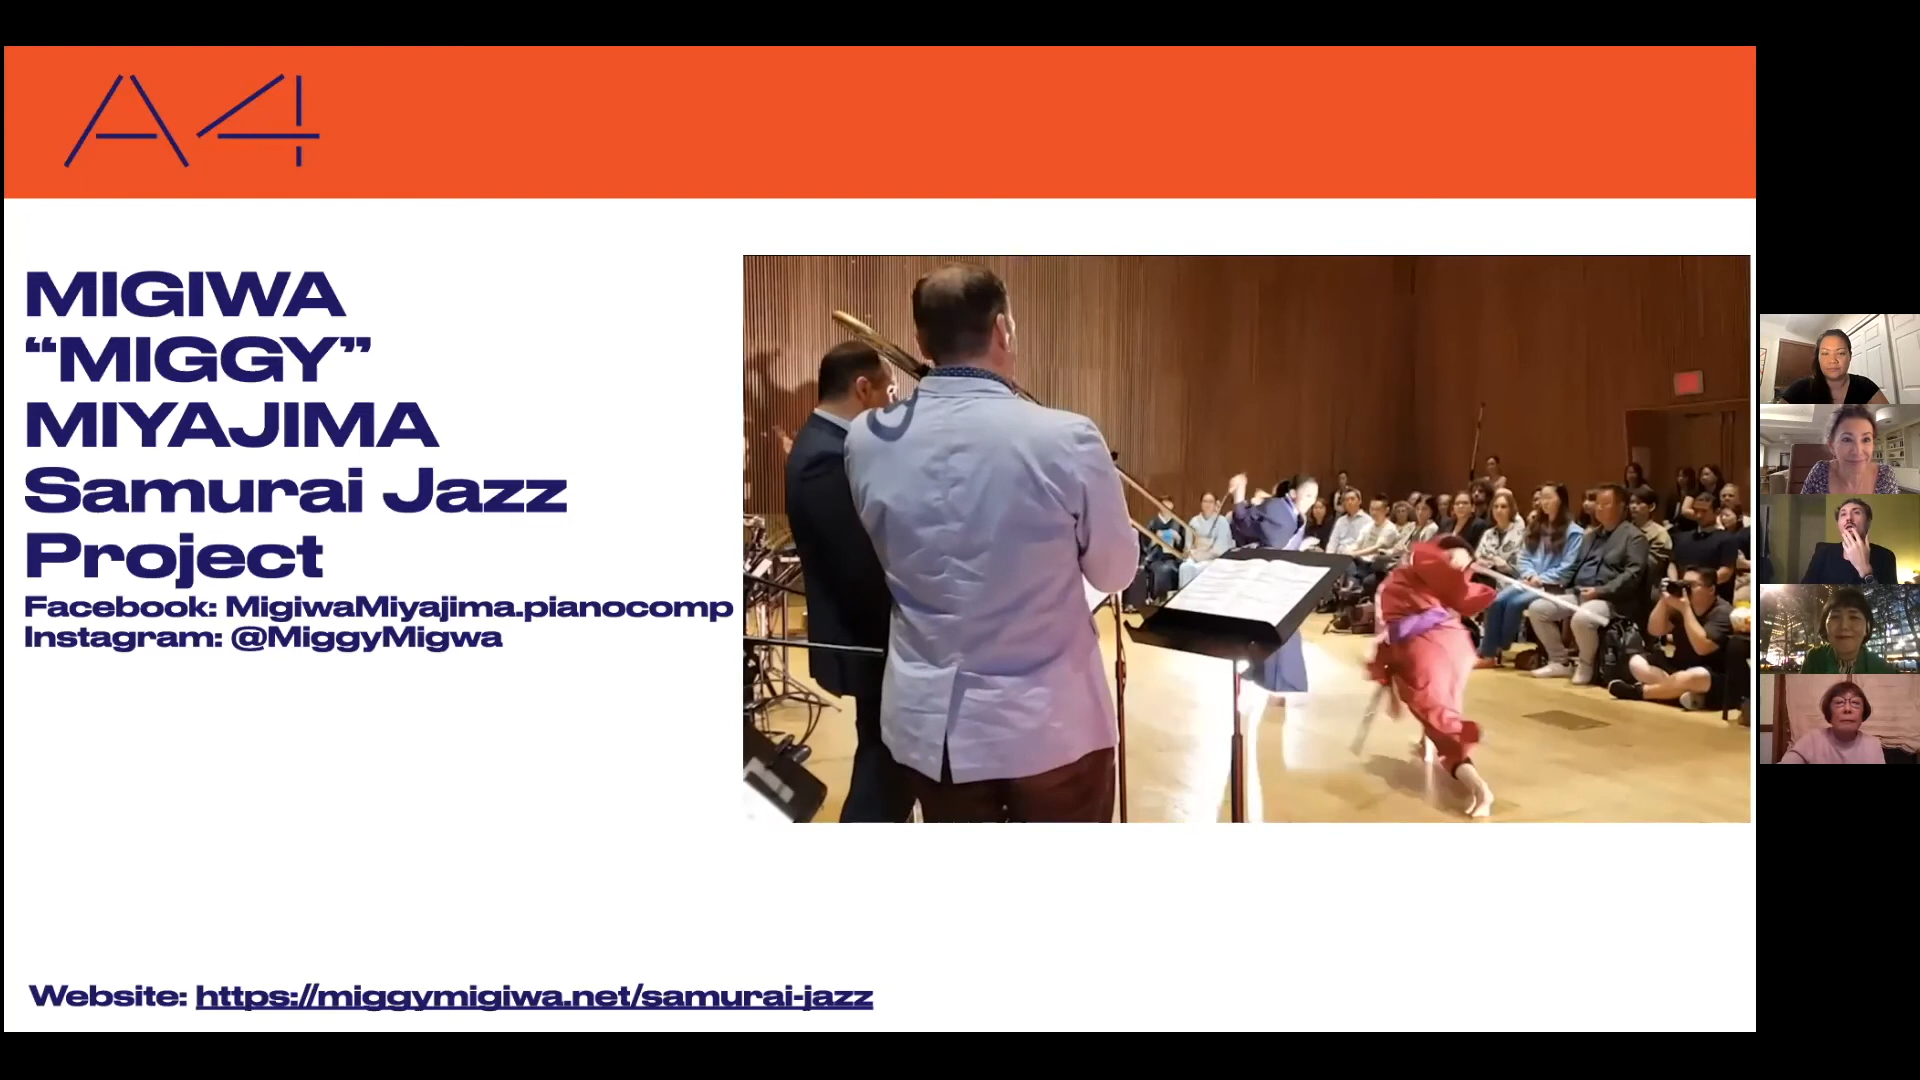 A4
MIGIWA
“MIGGY”
MIYAJIMA
Samurai Jazz
Project
Facebook: MigiwaMiyajima.pianocomp
Instagram: @MiggyMigwa
Website: https://miggymigiwa.net/samurai-jazz